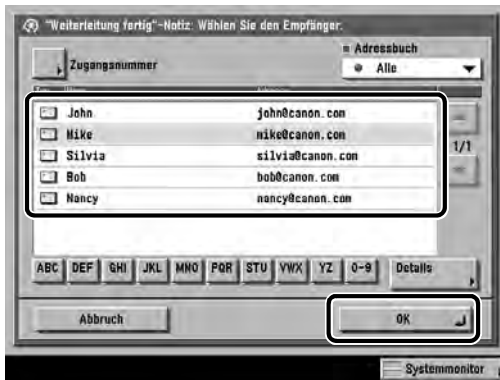 "Weiterleitung fertig"-Notiz: Wählen Sie den Empfänger.
Adressbuch
Zugangsnummer
Alle
John john@canon.com
Mike mike@canon.com
Silvia silvia@canon.com
1/1
Bob bob@canon.com
Nancy nancy@canon.com
ABC DEF GHI JKL MNO PQR STU VWX YZ 0-9 Details
Abbruch OK
Systemmonitor